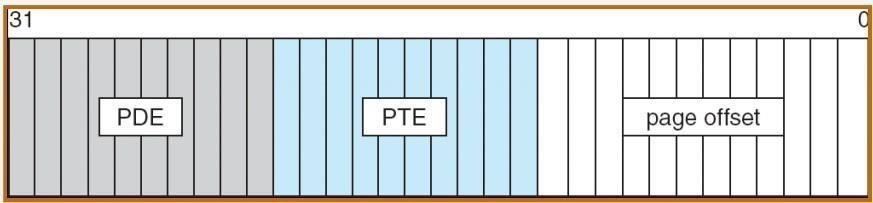 31 0
PDE PTE page offset